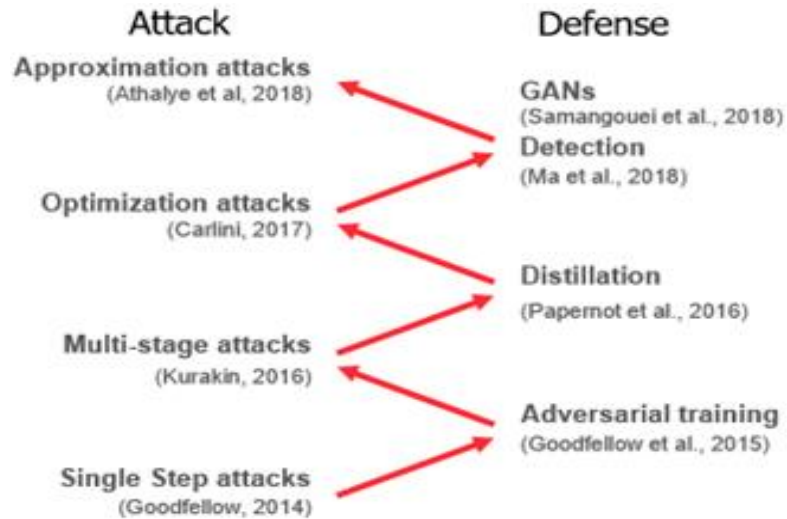 Attack
Defense
Approximation attacks
(Athalye et al, 2018)
GANs
(Samangouei et al., 2018)
Detection
(Ma et al., 2018)
Optimization attacks
(Carlini, 2017)
Distillation
(Papernot et al., 2016)
Multi-stage attacks
(Kurakin, 2016)
Adversarial training
(Goodfellow et al., 2015)
Single Step attacks
(Goodfellow, 2014)